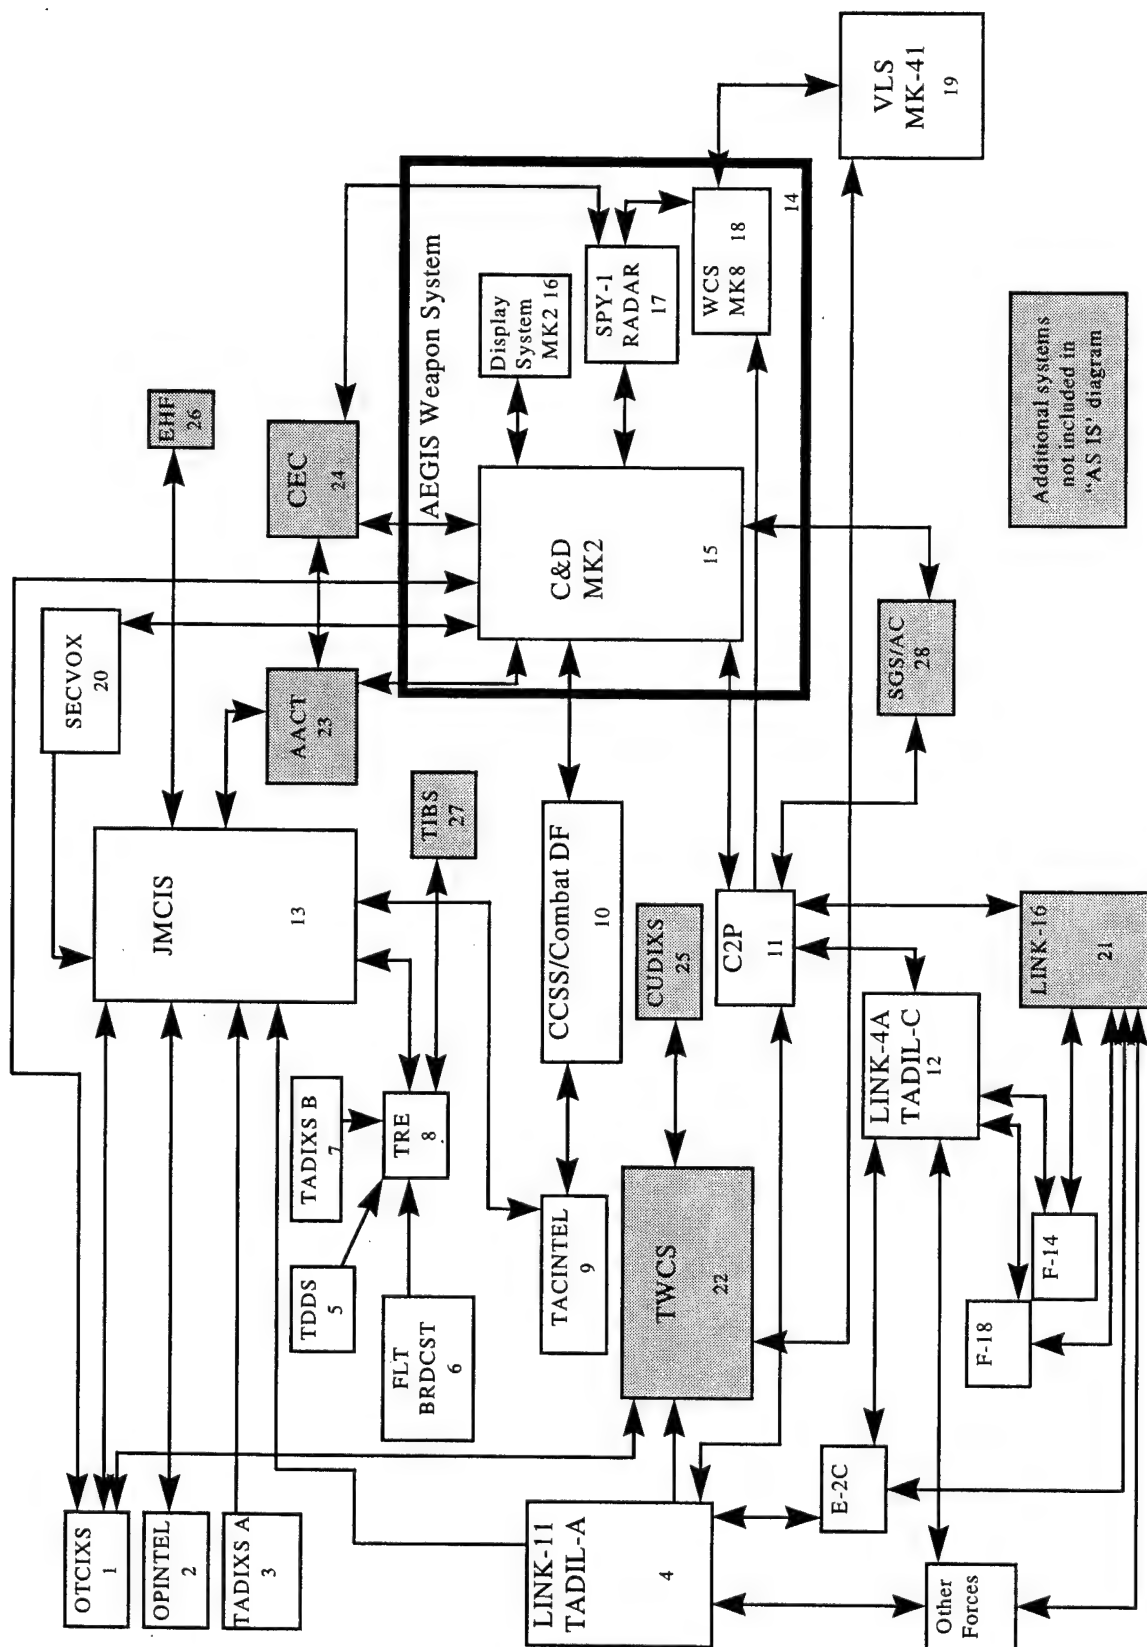 OTCIXS
1
OPINTEL
2
TADIXS A
3
LINK-11
TADIL-A
4
TDDS
5
FLT
BRDCST
6
TADIXS B
7
TRE
8
TACINTEL
9
CCSS/Combat DF
10
C2P
11
LINK-4A
TADIL-C
12
JMCIS
13
AEGIS Weapon System
14
C&D
MK2
15
Display
System
MK2 16
SPY-1
RADAR
17
WCS
MK8
18
VLS
MK-41
19
SECVOX
20
LINK-16
21
TWCS
22
AACT
23
CEC
24
CUDIXS
25
EHF
26
TIBS
27
SGS/AC
28
E-2C
Other
Forces
F-18
F-14
Additional systems
not included in
“AS IS’ diagram